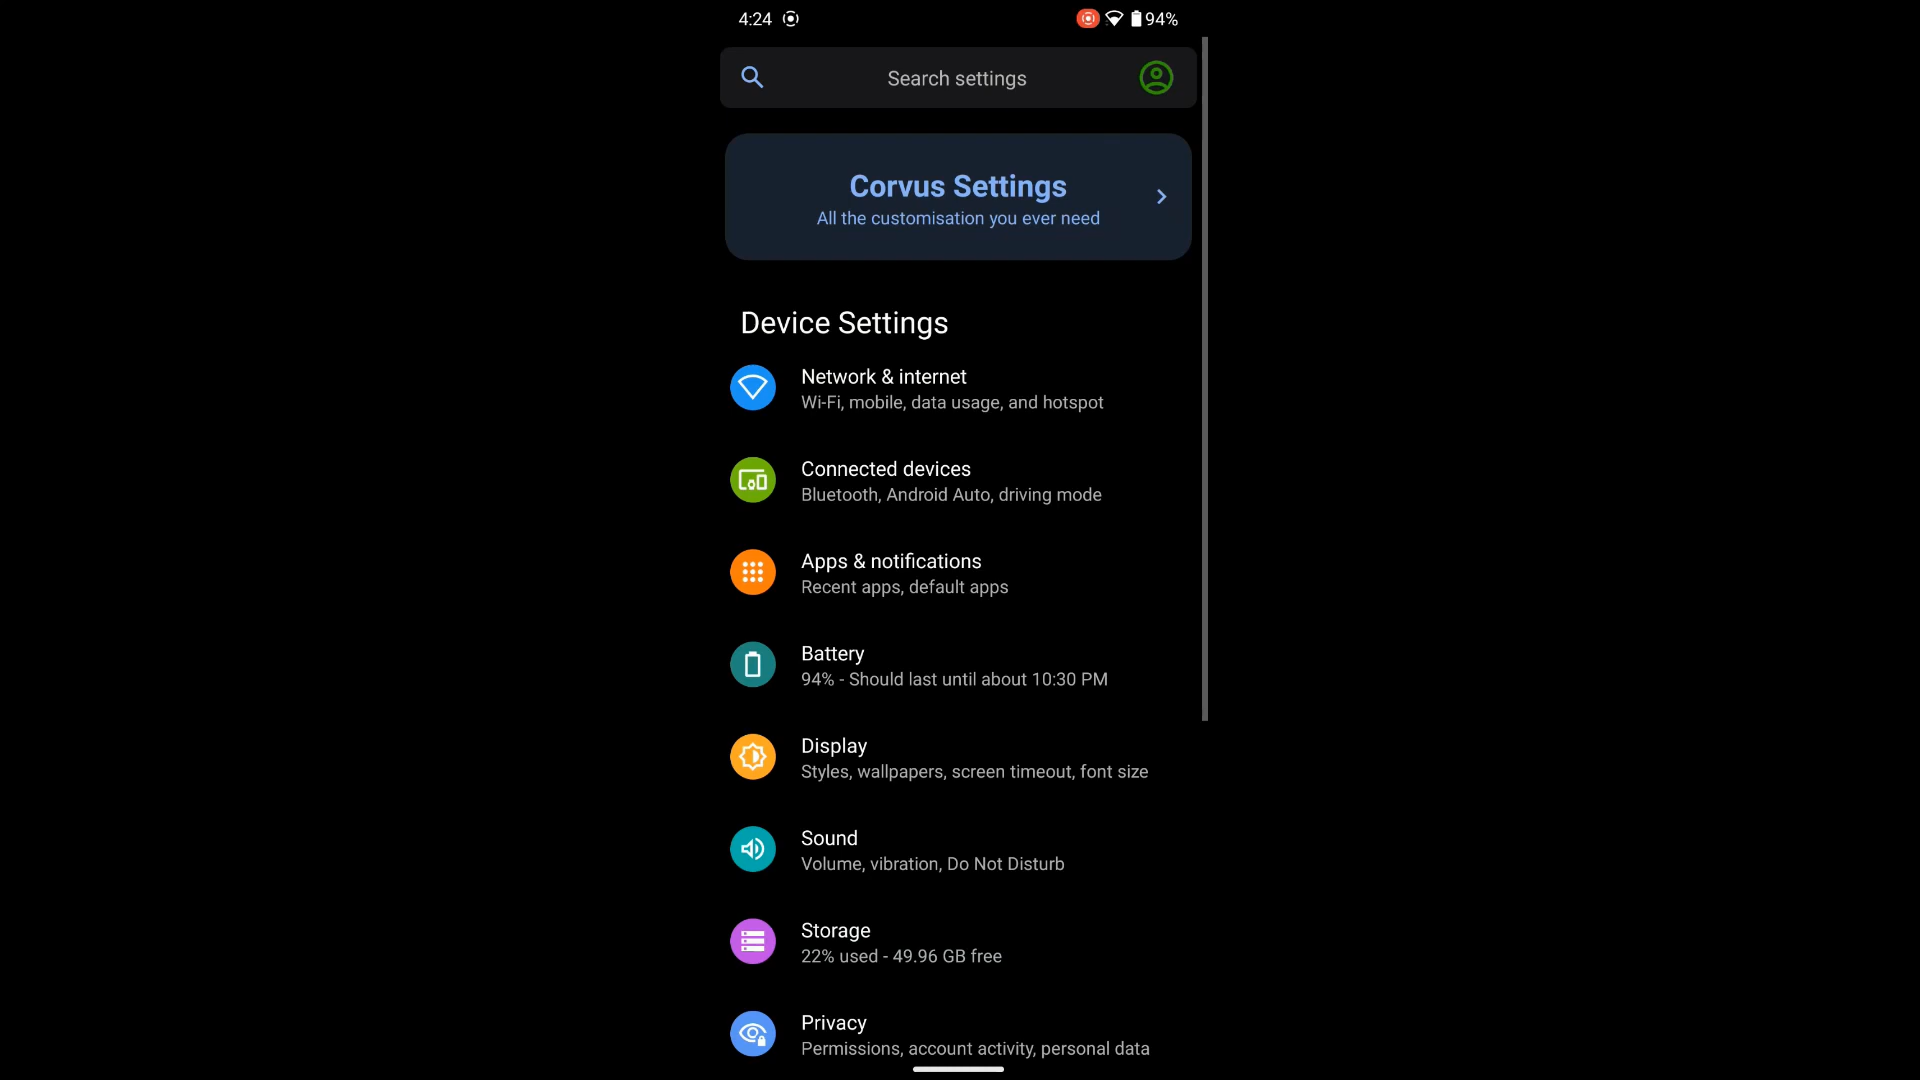 4:24 94%
Search settings
Corvus Settings
All the customisation you ever need
Device Settings
Network & internet
Wi-Fi, mobile, data usage, and hotspot
Connected devices
Bluetooth, Android Auto, driving mode
Apps & notifications
Recent apps, default apps
Battery
94% - Should last until about 10:30 PM
Display
Styles, wallpapers, screen timeout, font size
Sound
Volume, vibration, Do Not Disturb
Storage
22% used - 49.96 GB free
Privacy
Permissions, account activity, personal data